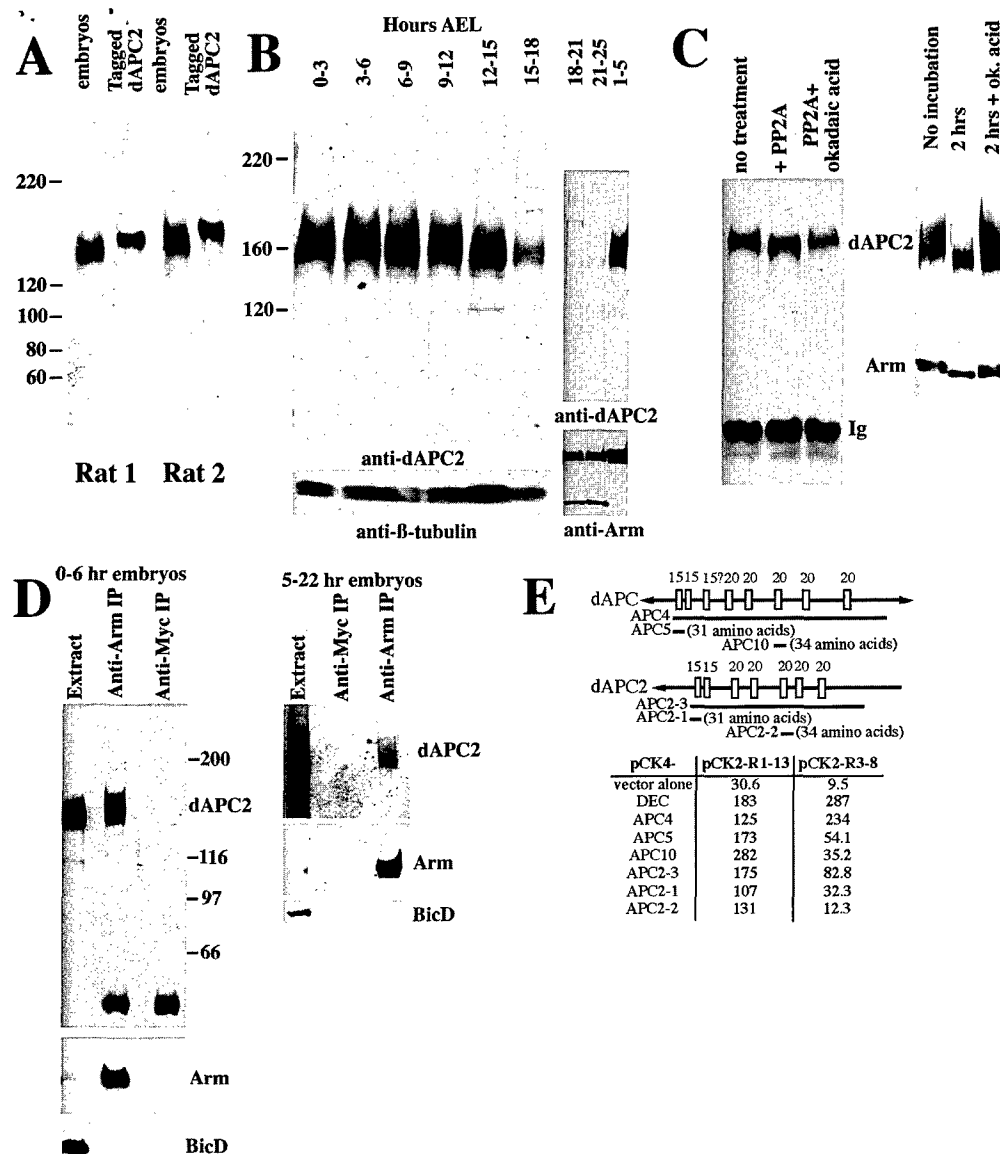 A
embryos
Tagged dAPC2
embryos
Tagged dAPC2
220
120
100
80
60
Rat 1
Rat 2
B
Hours AEL
0-3
3-6
6-9
9-12
12-15
15-18
18-21
21-25
1-5
220
160
120
anti-dAPC2
anti-dAPC2
anti-ß-tubulin
anti-Arm
C
no treatment
+ PP2A
PP2A+ okadaic acid
No incubation
2 hrs
2 hrs + ok. acid
dAPC2
Arm
Ig
D
0-6 hr embryos
Extract
Anti-Arm IP
Anti-Myc IP
200
dAPC2
116
97
66
Arm
BicD
5-22 hr embryos
Extract
Anti-Myc IP
Anti-Arm IP
dAPC2
Arm
BicD
E
15 15 15? 20 20 20 20 20
dAPC
APC4
APC5 (31 amino acids)
APC10 (34 amino acids)
15 15 20 20 20 20 20
dAPC2
APC2-3
APC2-1 (31 amino acids)
APC2-2 (34 amino acids)
pCK4- pCK2-R1-13 pCK2-R3-8
vector alone 30.6 9.5
DEC 183 287
APC4 125 234
APC5 173 54.1
APC10 282 35.2
APC2-3 175 82.8
APC2-1 107 32.3
APC2-2 131 12.3